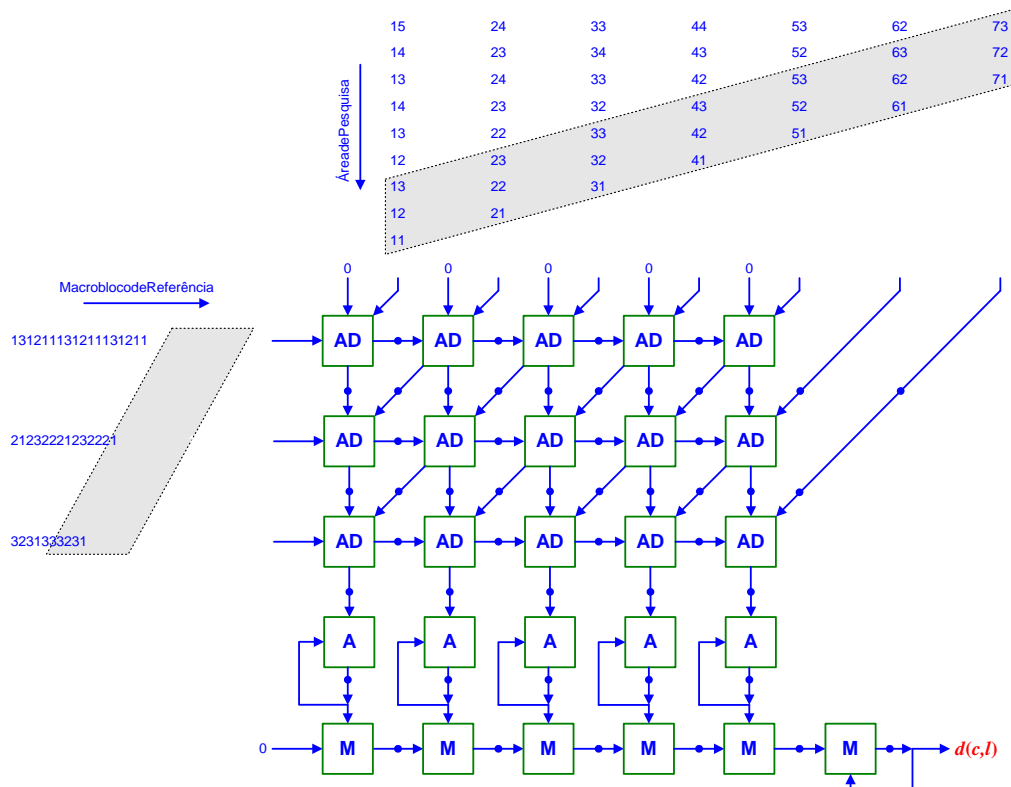 15 24 33 44 53 62 73
14 23 34 43 52 63 72
13 24 33 42 53 62 71
14 23 32 43 52 61
13 22 33 42 51
12 23 32 41
13 22 31
12 21
11
ÁreadePesquisa
0 0 0 0 0
MacroblocodeReferência
131211131211131211
AD AD AD AD AD
21232221232221
AD AD AD AD AD
3231333231
AD AD AD AD AD
A A A A A
0 M M M M M M d(c,l)